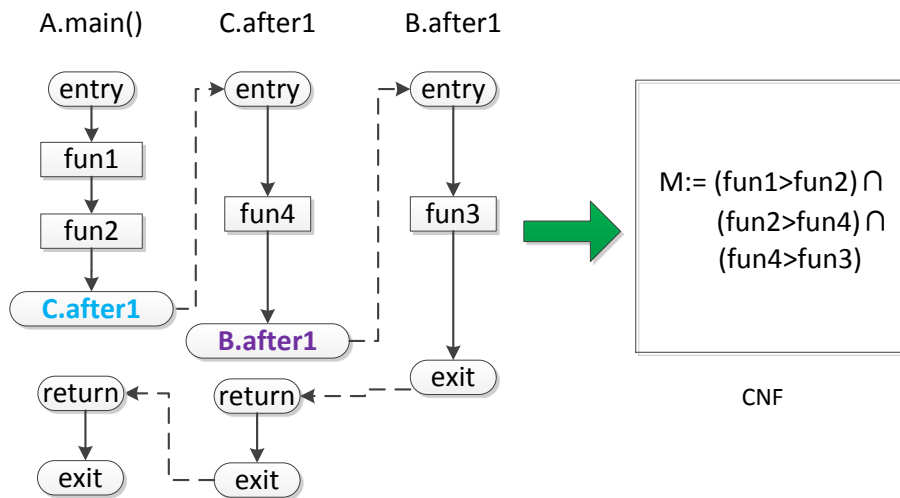 A.main()
C.after1
B.after1
entry
entry
entry
fun1
fun2
fun4
fun3
C.after1
B.after1
exit
return
return
exit
exit
M:= (fun1>fun2) ∩
(fun2>fun4) ∩
(fun4>fun3)
CNF